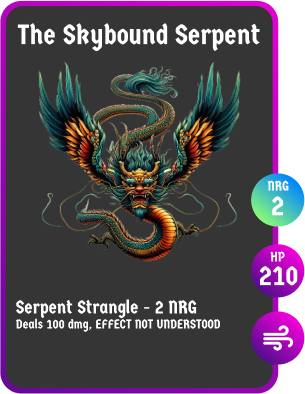 The Skybound Serpent
NRG
2
HP
210
Serpent Strangle - 2 NRG
Deals 100 dmg, EFFECT NOT UNDERSTOOD